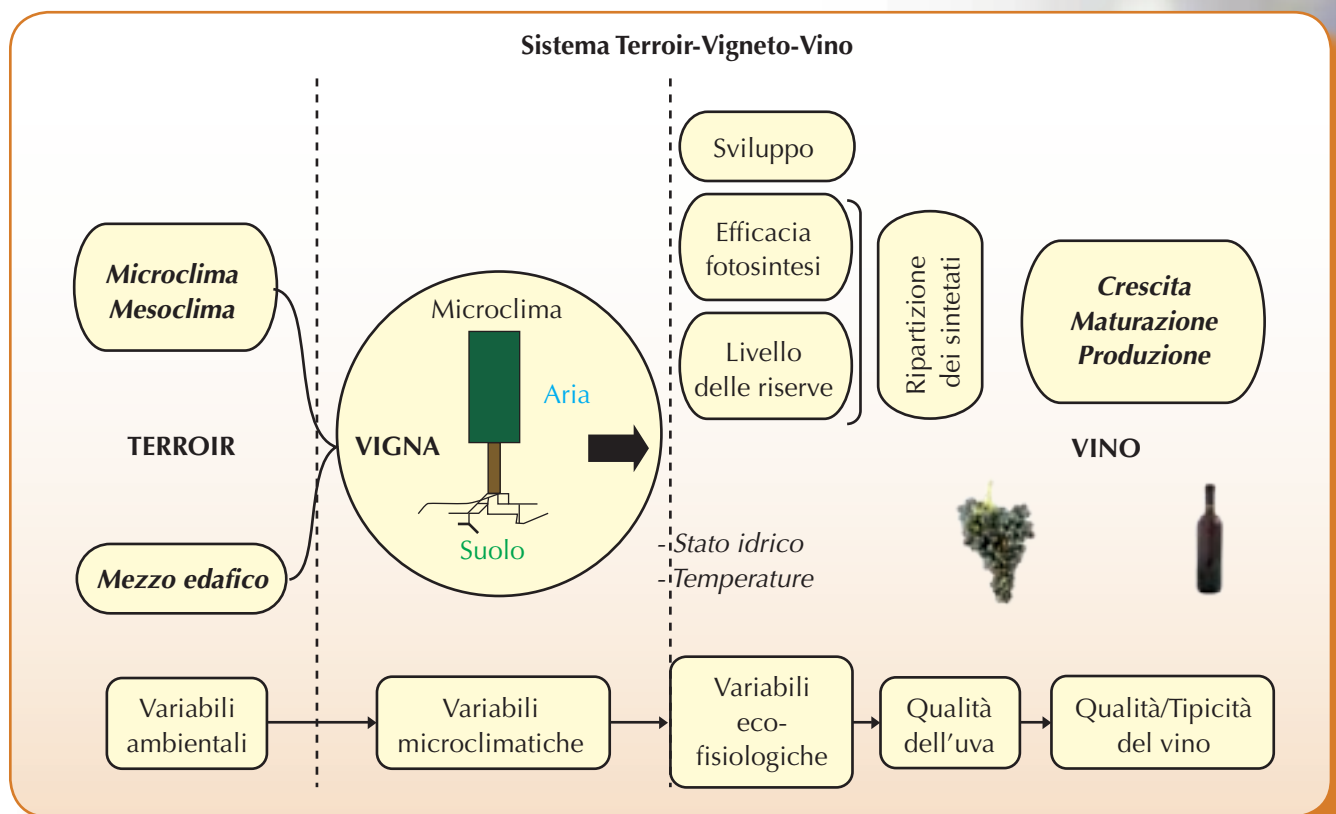 Sistema Terroir-Vigneto-Vino
Microclima
Mesoclima
TERROIR
Mezzo edafico
Microclima
Aria
VIGNA
Suolo
Sviluppo
Efficacia
fotosintesi
Livello
delle riserve
Ripartizione
dei sintetati
- Stato idrico
- Temperature
Crescita
Maturazione
Produzione
VINO
Variabili
ambientali
Variabili
microclimatiche
Variabili
eco-
fisiologiche
Qualità
dell'uva
Qualità/Tipicità
del vino